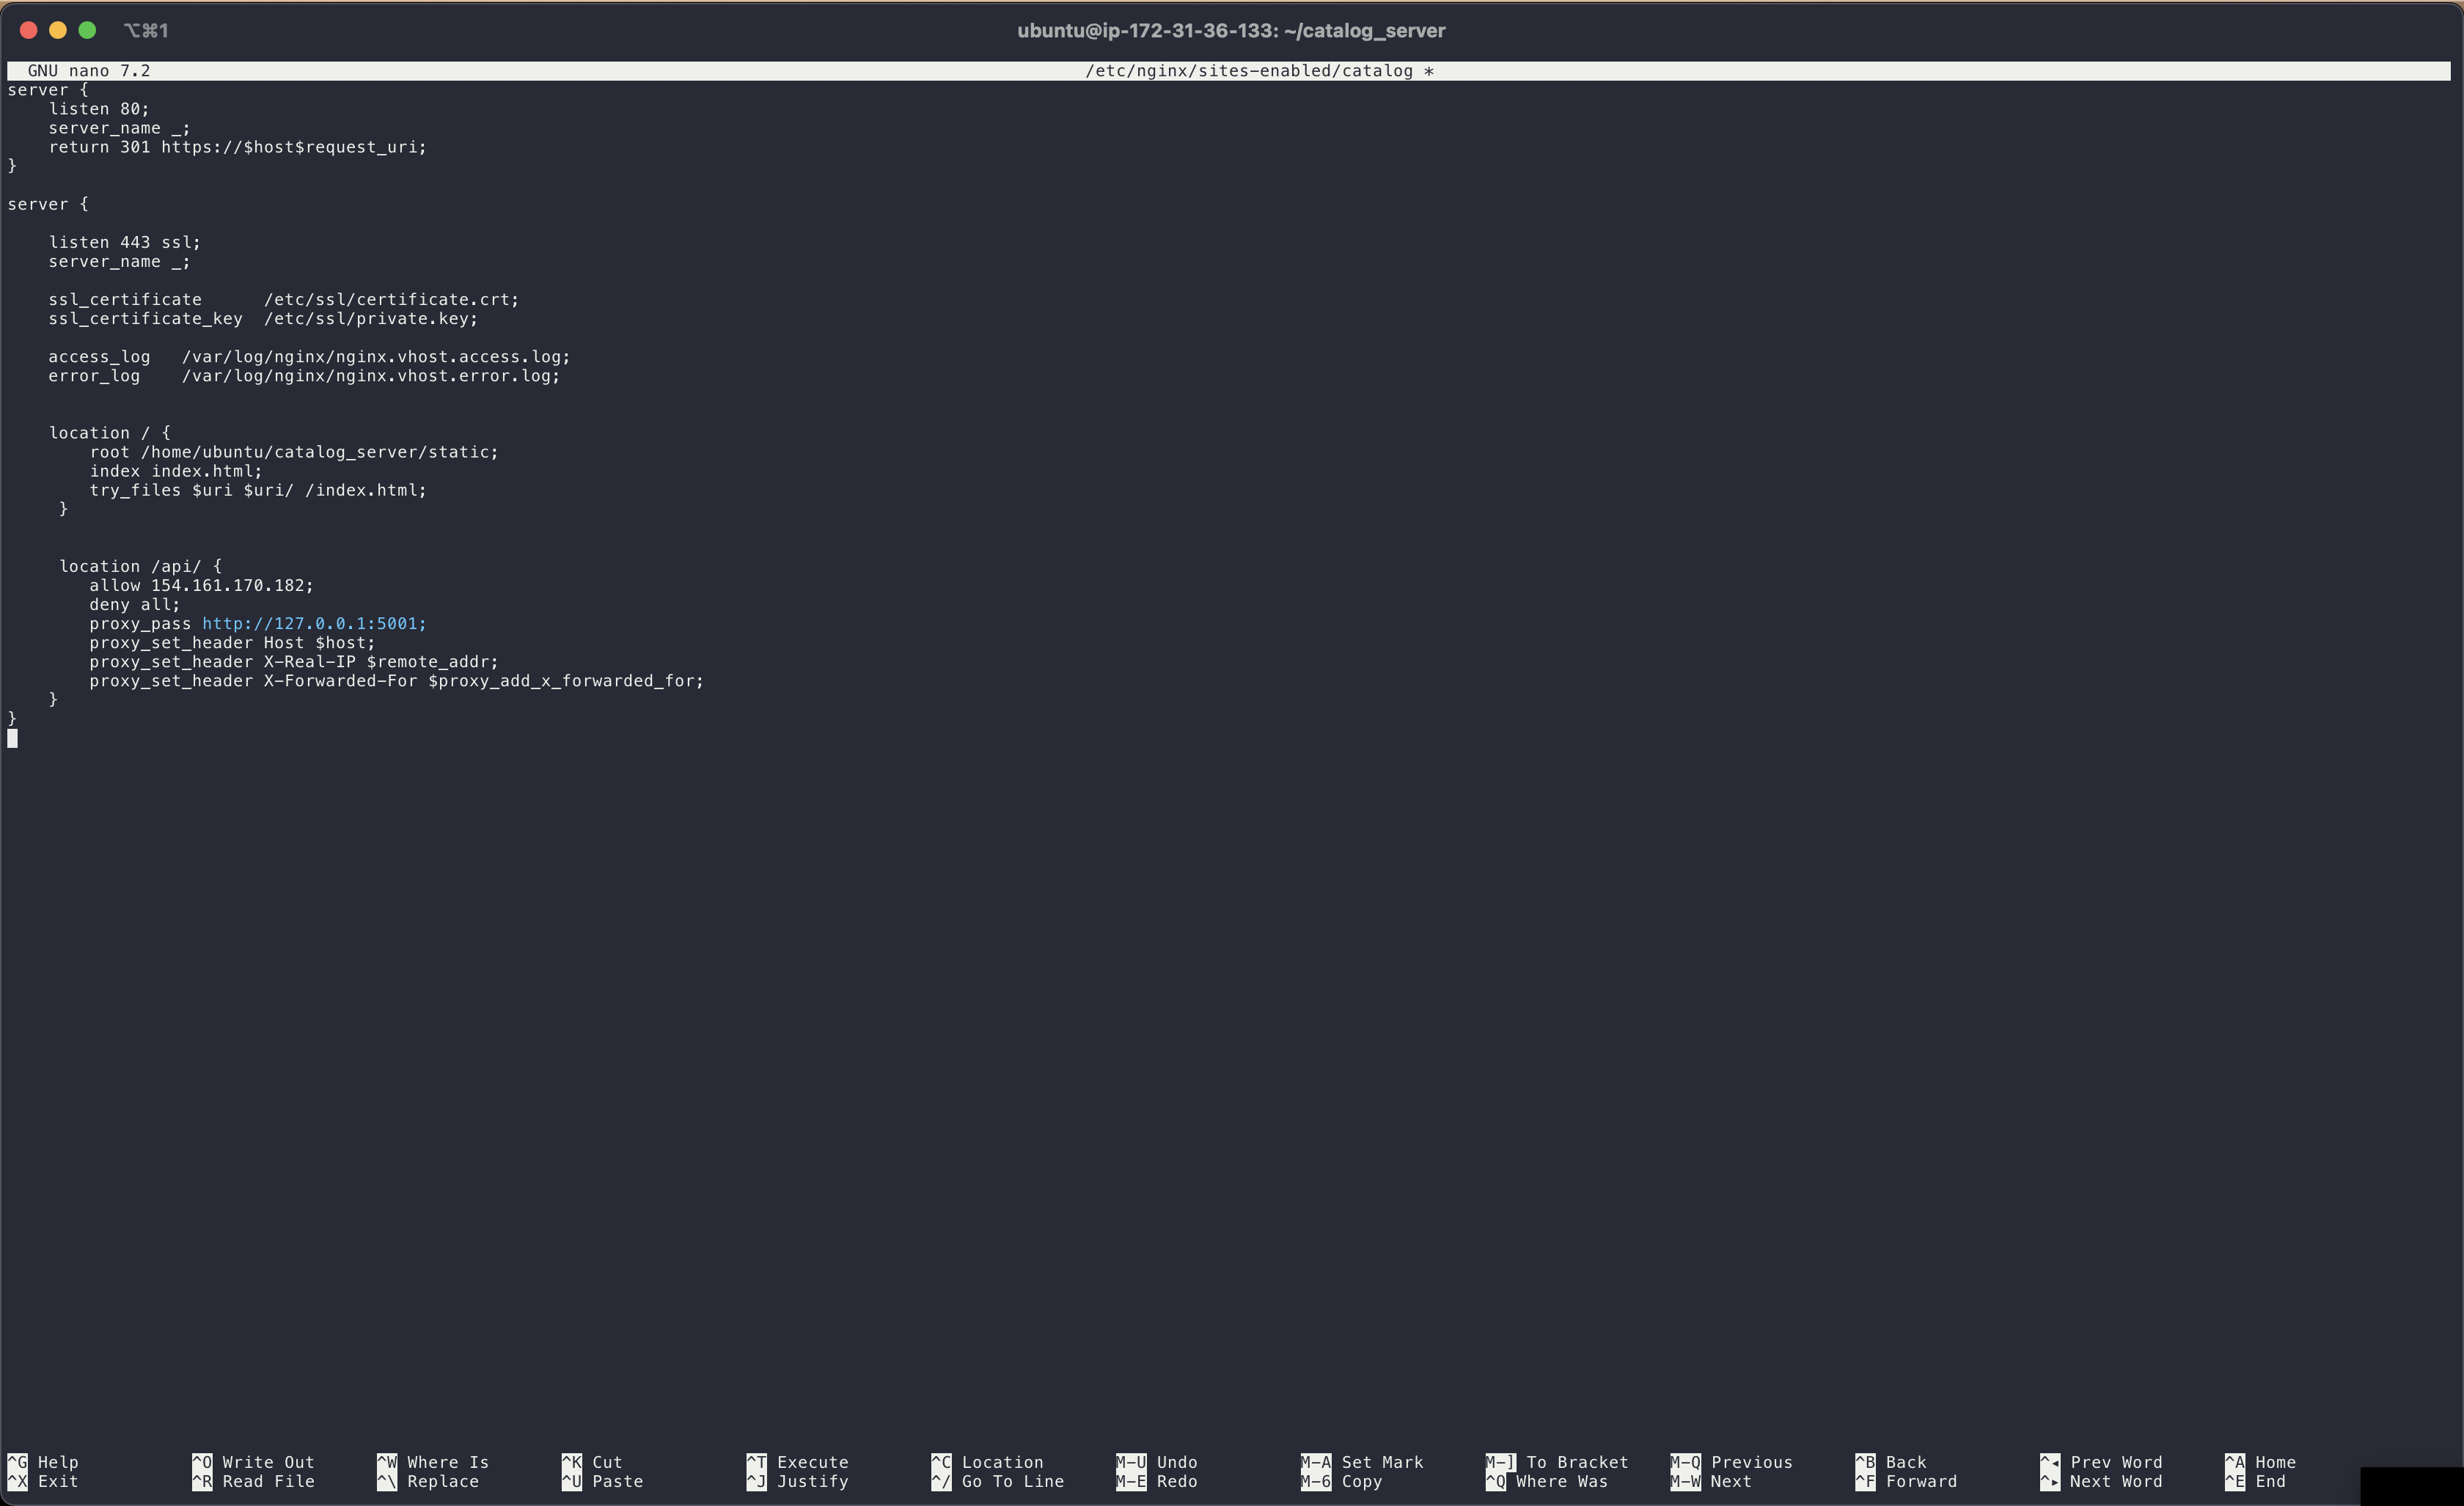 ⌥⌘1 ubuntu@ip-172-31-36-133: ~/catalog_server
GNU nano 7.2 /etc/nginx/sites-enabled/catalog *
server {
    listen 80;
    server_name _;
    return 301 https://$host$request_uri;
}

server {

    listen 443 ssl;
    server_name _;

    ssl_certificate      /etc/ssl/certificate.crt;
    ssl_certificate_key  /etc/ssl/private.key;

    access_log   /var/log/nginx/nginx.vhost.access.log;
    error_log    /var/log/nginx/nginx.vhost.error.log;


    location / {
        root /home/ubuntu/catalog_server/static;
        index index.html;
        try_files $uri $uri/ /index.html;
     }


     location /api/ {
        allow 154.161.170.182;
        deny all;
        proxy_pass http://127.0.0.1:5001;
        proxy_set_header Host $host;
        proxy_set_header X-Real-IP $remote_addr;
        proxy_set_header X-Forwarded-For $proxy_add_x_forwarded_for;
    }
}
^G Help ^O Write Out ^W Where Is ^K Cut ^T Execute ^C Location M-U Undo M-A Set Mark M-] To Bracket M-Q Previous ^B Back ^◂ Prev Word ^A Home
^X Exit ^R Read File ^\ Replace ^U Paste ^J Justify ^/ Go To Line M-E Redo M-6 Copy ^Q Where Was M-W Next ^F Forward ^▸ Next Word ^E End